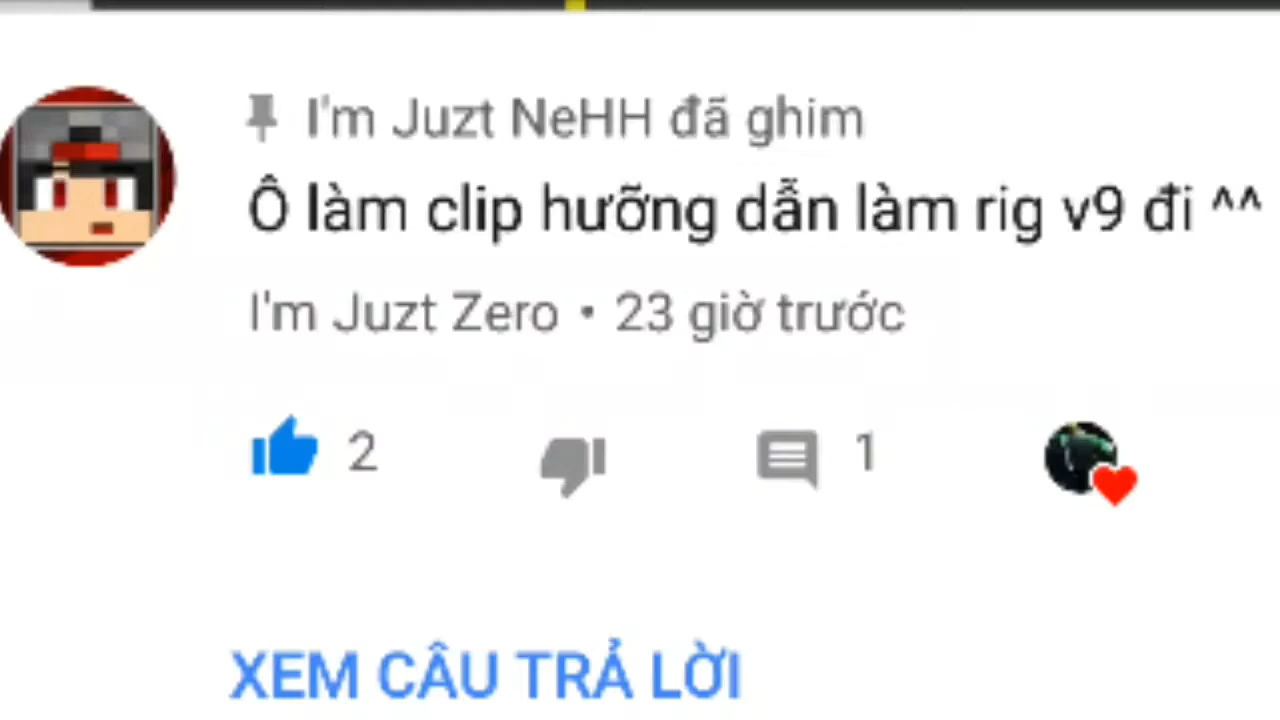 I'm Juzt NeHH đã ghim
Ô làm clip hưỡng dẫn làm rig v9 đi ^^
I'm Juzt Zero • 23 giờ trước
2
1
XEM CÂU TRẢ LỜI